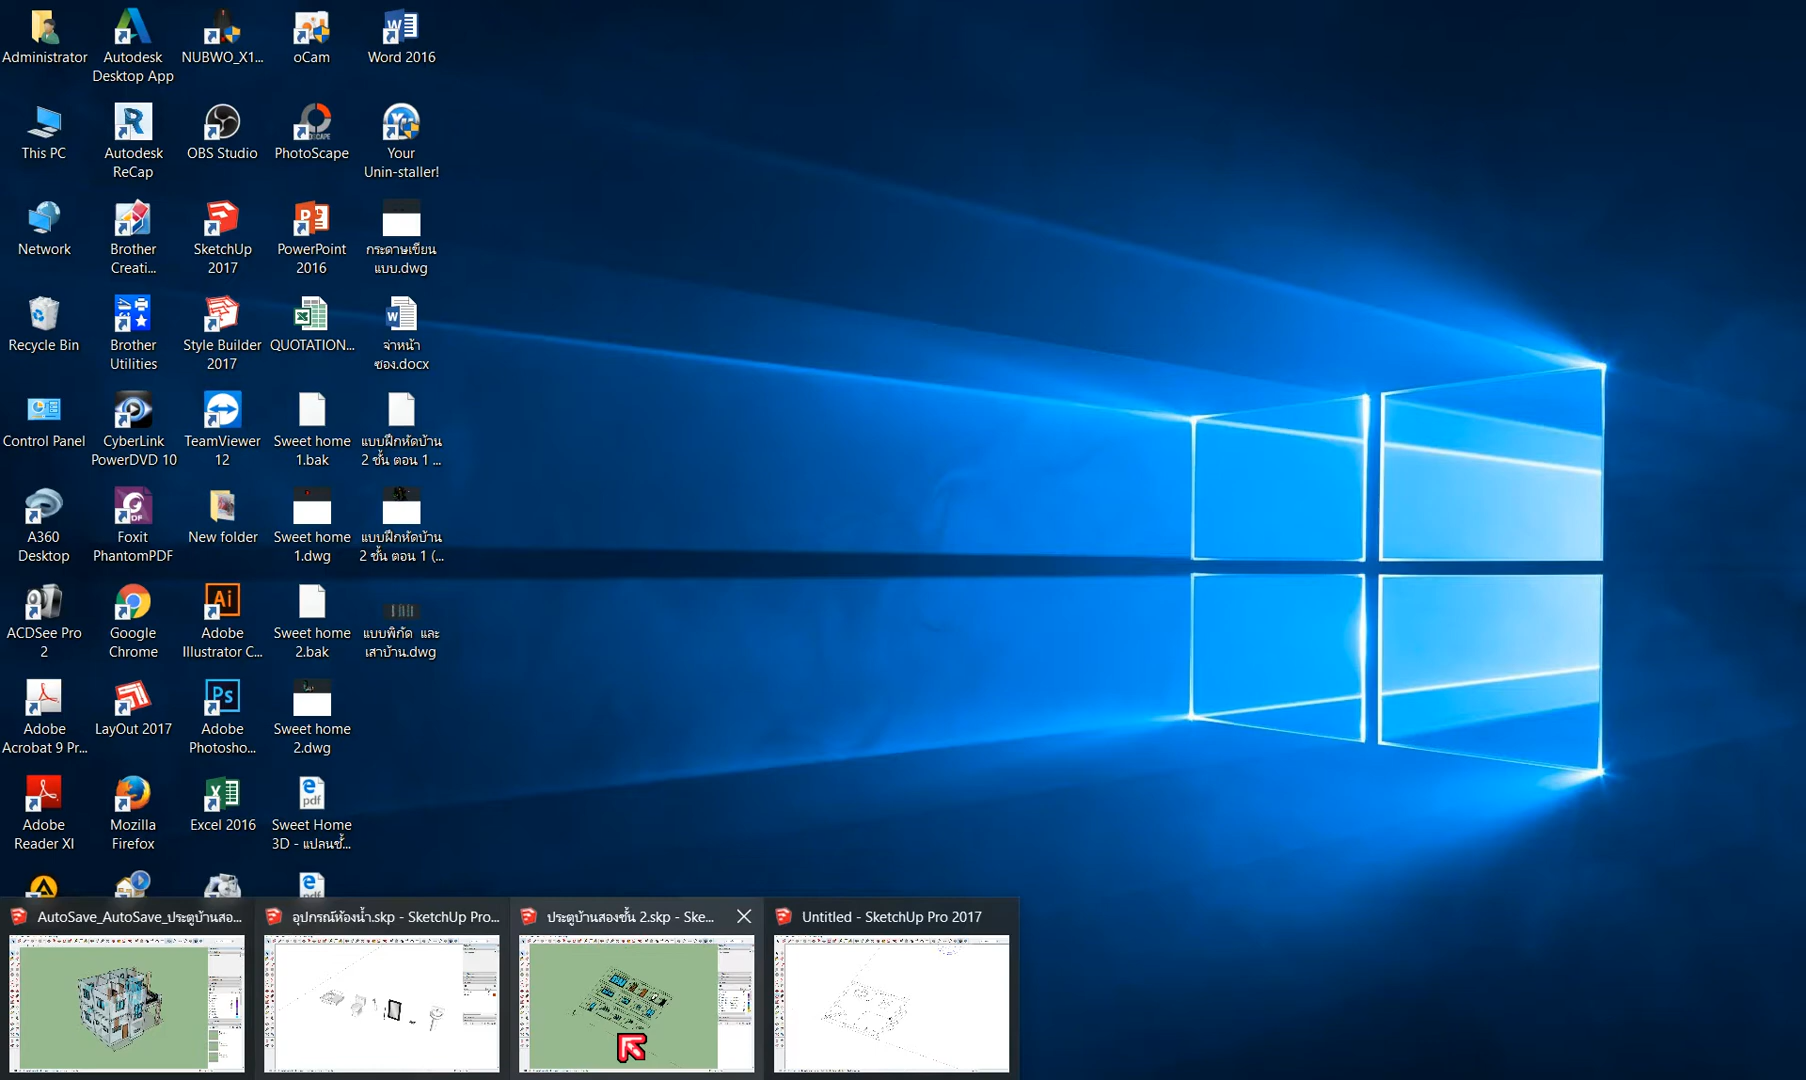 Administrator
Autodesk
Desktop App
NUBWO_X1...
oCam
Word 2016
This PC
Autodesk
ReCap
OBS Studio
PhotoScape
Your
Unin-staller!
Network
Brother
Creati...
SketchUp
2017
PowerPoint
2016
กระดาษเขียน
แบบ.dwg
Recycle Bin
Brother
Utilities
Style Builder
2017
QUOTATION...
จ่าหน้า
ซอง.docx
Control Panel
CyberLink
PowerDVD 10
TeamViewer
12
Sweet home
1.bak
แบบฝึกหัดบ้าน
2 ชั้น ตอน 1 ...
A360
Desktop
Foxit
PhantomPDF
New folder
Sweet home
1.dwg
แบบฝึกหัดบ้าน
2 ชั้น ตอน 1 (...
ACDSee Pro
2
Google
Chrome
Adobe
Illustrator C...
Sweet home
2.bak
แบบพิกัด และ
เสาบ้าน.dwg
Adobe
Acrobat 9 Pr...
LayOut 2017
Adobe
Photosho...
Sweet home
2.dwg
Adobe
Reader XI
Mozilla
Firefox
Excel 2016
Sweet Home
3D - แปลนชั้...
AutoSave_AutoSave_ประตูบ้านสอ...
อุปกรณ์ห้องน้ำ.skp - SketchUp Pro...
ประตูบ้านสองชั้น 2.skp - Ske...
Untitled - SketchUp Pro 2017